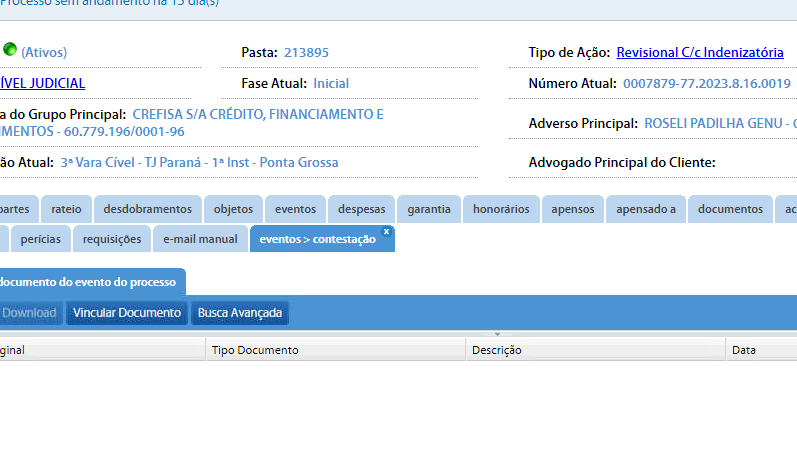 Processo sem andamento há 15 dia(s)
(Ativos) Pasta: 213895 Tipo de Ação: Revisional C/c Indenizatória
ÍVEL JUDICIAL Fase Atual: Inicial Número Atual: 0007879-77.2023.8.16.0019
a do Grupo Principal: CREFISA S/A CRÉDITO, FINANCIAMENTO E
IMENTOS - 60.779.196/0001-96
Adverso Principal: ROSELI PADILHA GENU -
ão Atual: 3ª Vara Cível - TJ Paraná - 1ª Inst - Ponta Grossa Advogado Principal do Cliente:
partes rateio desdobramentos objetos eventos despesas garantia honorários apensos apensado a documentos ac
perícias requisições e-mail manual eventos > contestação x
documento do evento do processo
Download Vincular Documento Busca Avançada
ginal Tipo Documento Descrição Data